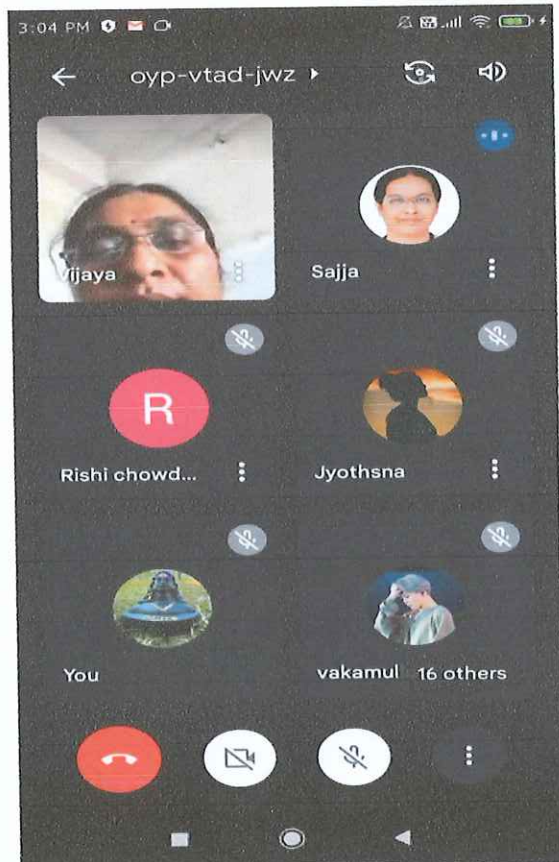 3:04 PM
oyp-vtad-jwz
Vijaya
Sajja
R
Rishi chowd...
Jyothsna
You
vakamul 16 others